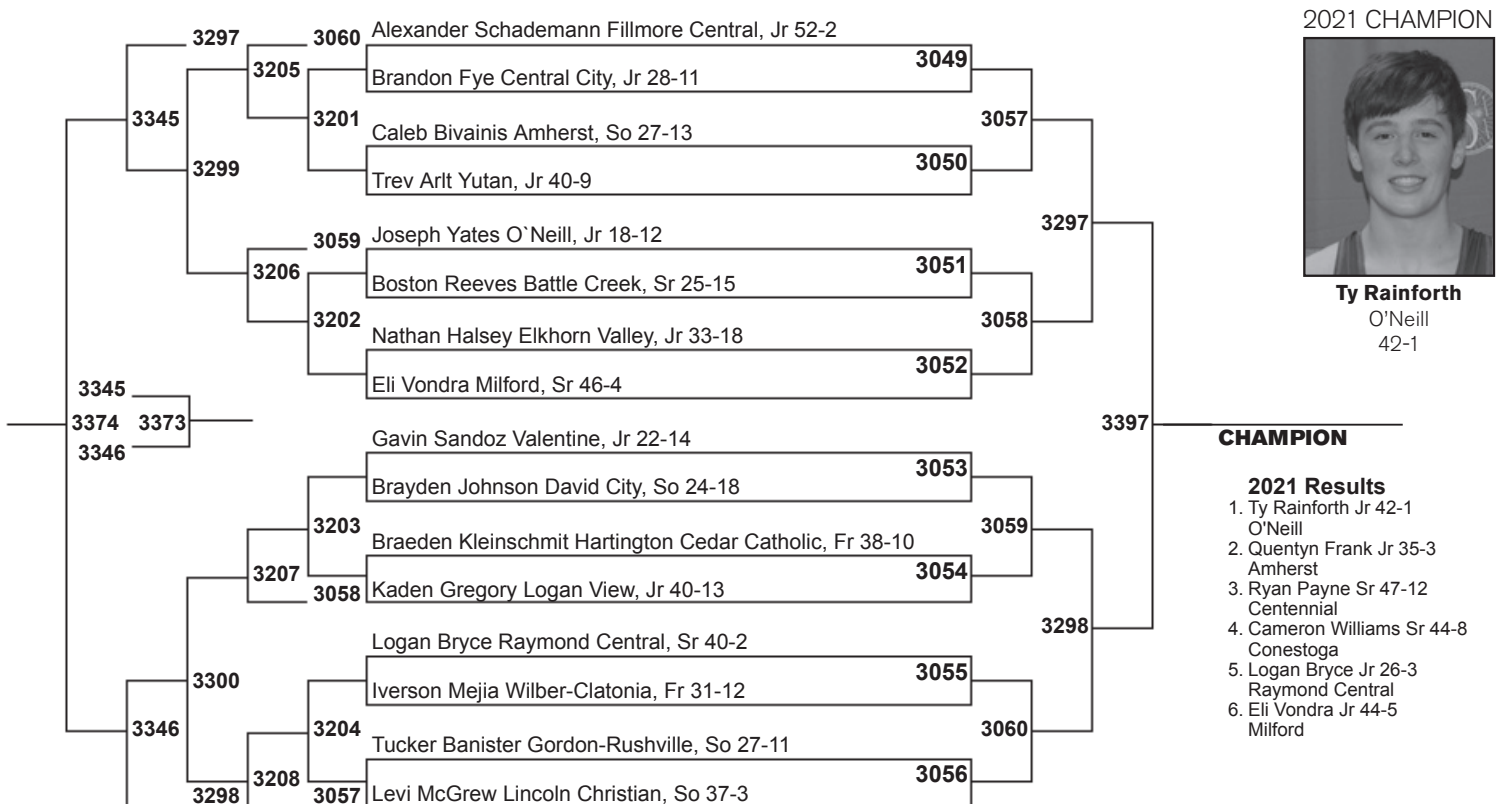 2021 CHAMPION
3297
3060
Alexander Schademann Fillmore Central, Jr 52-2
3205
3049
Brandon Fye Central City, Jr 28-11
3345
3201
3057
Caleb Bivainis Amherst, So 27-13
3299
3050
Trev Arlt Yutan, Jr 40-9
3297
3059
Joseph Yates O`Neill, Jr 18-12
3206
3051
Boston Reeves Battle Creek, Sr 25-15
Ty Rainforth
O'Neill
42-1
3202
3058
Nathan Halsey Elkhorn Valley, Jr 33-18
3052
Eli Vondra Milford, Sr 46-4
3345
3374
3373
3346
3397
CHAMPION
Gavin Sandoz Valentine, Jr 22-14
3053
Brayden Johnson David City, So 24-18
3203
3059
Braeden Kleinschmit Hartington Cedar Catholic, Fr 38-10
3207
3054
3058
Kaden Gregory Logan View, Jr 40-13
3298
Logan Bryce Raymond Central, Sr 40-2
3300
3055
Iverson Mejia Wilber-Clatonia, Fr 31-12
3346
3204
3060
Tucker Banister Gordon-Rushville, So 27-11
3208
3056
3298
3057
Levi McGrew Lincoln Christian, So 37-3
2021 Results
1. Ty Rainforth Jr 42-1
O'Neill
2. Quentyn Frank Jr 35-3
Amherst
3. Ryan Payne Sr 47-12
Centennial
4. Cameron Williams Sr 44-8
Conestoga
5. Logan Bryce Jr 26-3
Raymond Central
6. Eli Vondra Jr 44-5
Milford